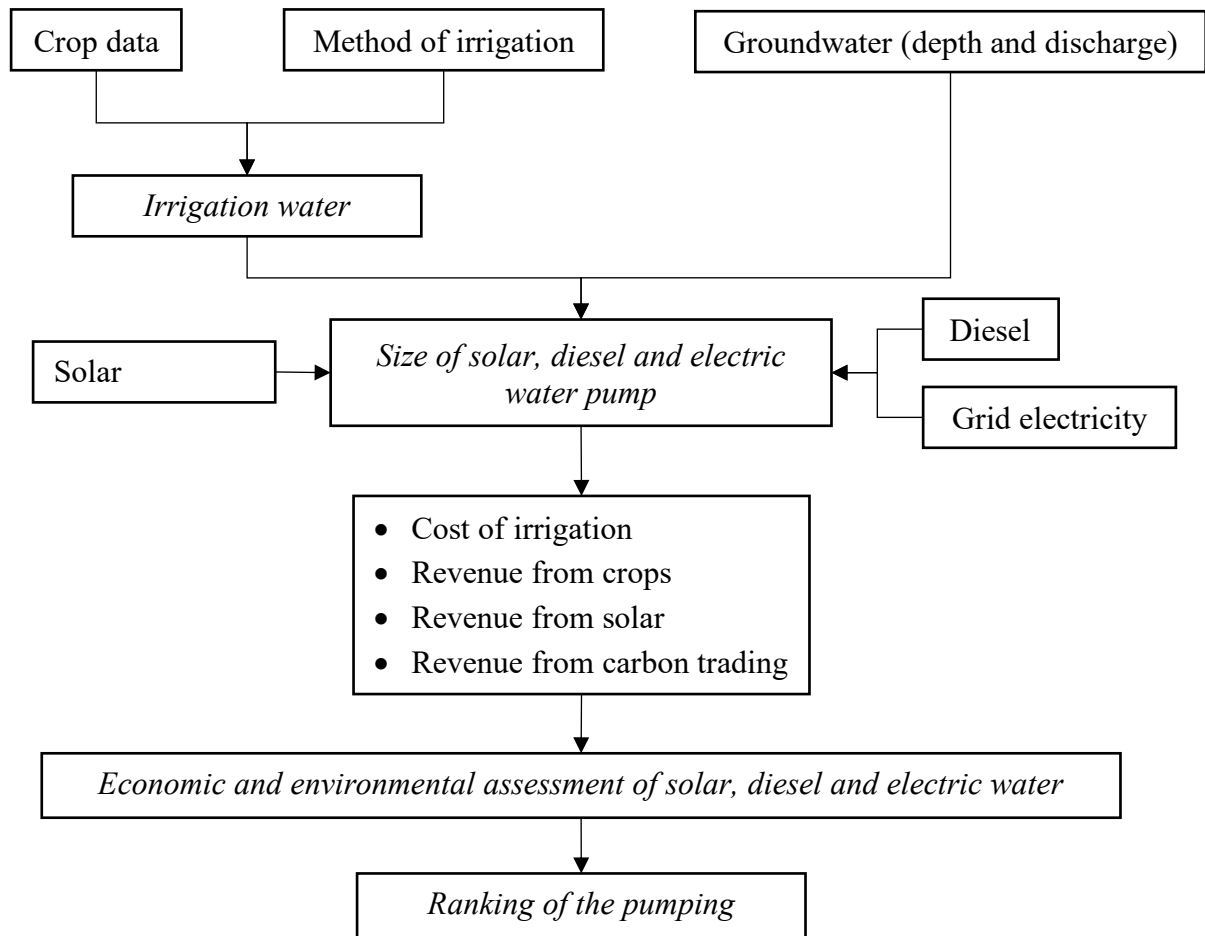 Crop data
Method of irrigation
Groundwater (depth and discharge)
Irrigation water
Solar
Size of solar, diesel and electric
water pump
Diesel
Grid electricity
• Cost of irrigation
• Revenue from crops
• Revenue from solar
• Revenue from carbon trading
Economic and environmental assessment of solar, diesel and electric water
Ranking of the pumping